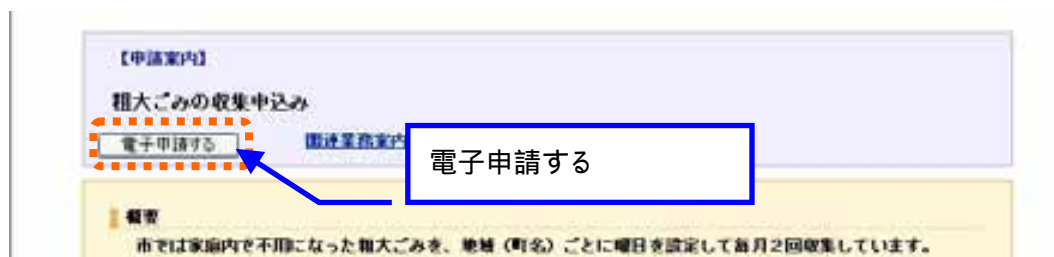 【申請案内】
粗大ごみの収集申込み
電子申請する
関連業務案内
電子申請する
概要
市では家庭内で不用になった粗大ごみを、地域（町名）ごとに曜日を設定して毎月２回収集しています。